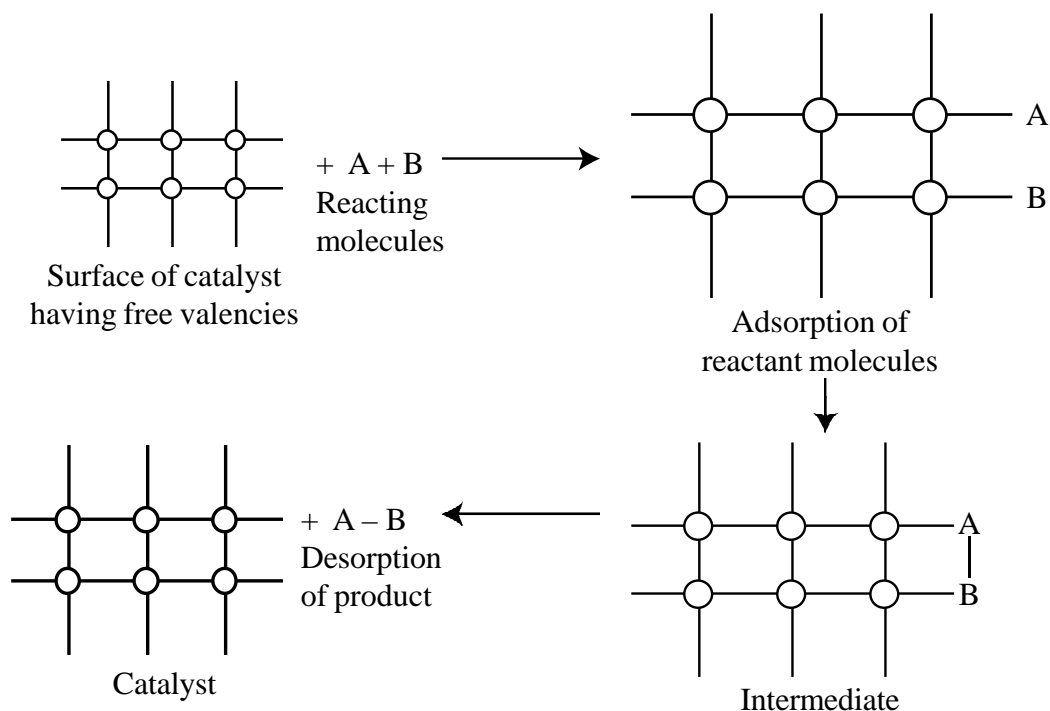 + A + B
Reacting
molecules
Surface of catalyst
having free valencies
A
B
Adsorption of
reactant molecules
A
B
Intermediate
+ A – B
Desorption
of product
Catalyst